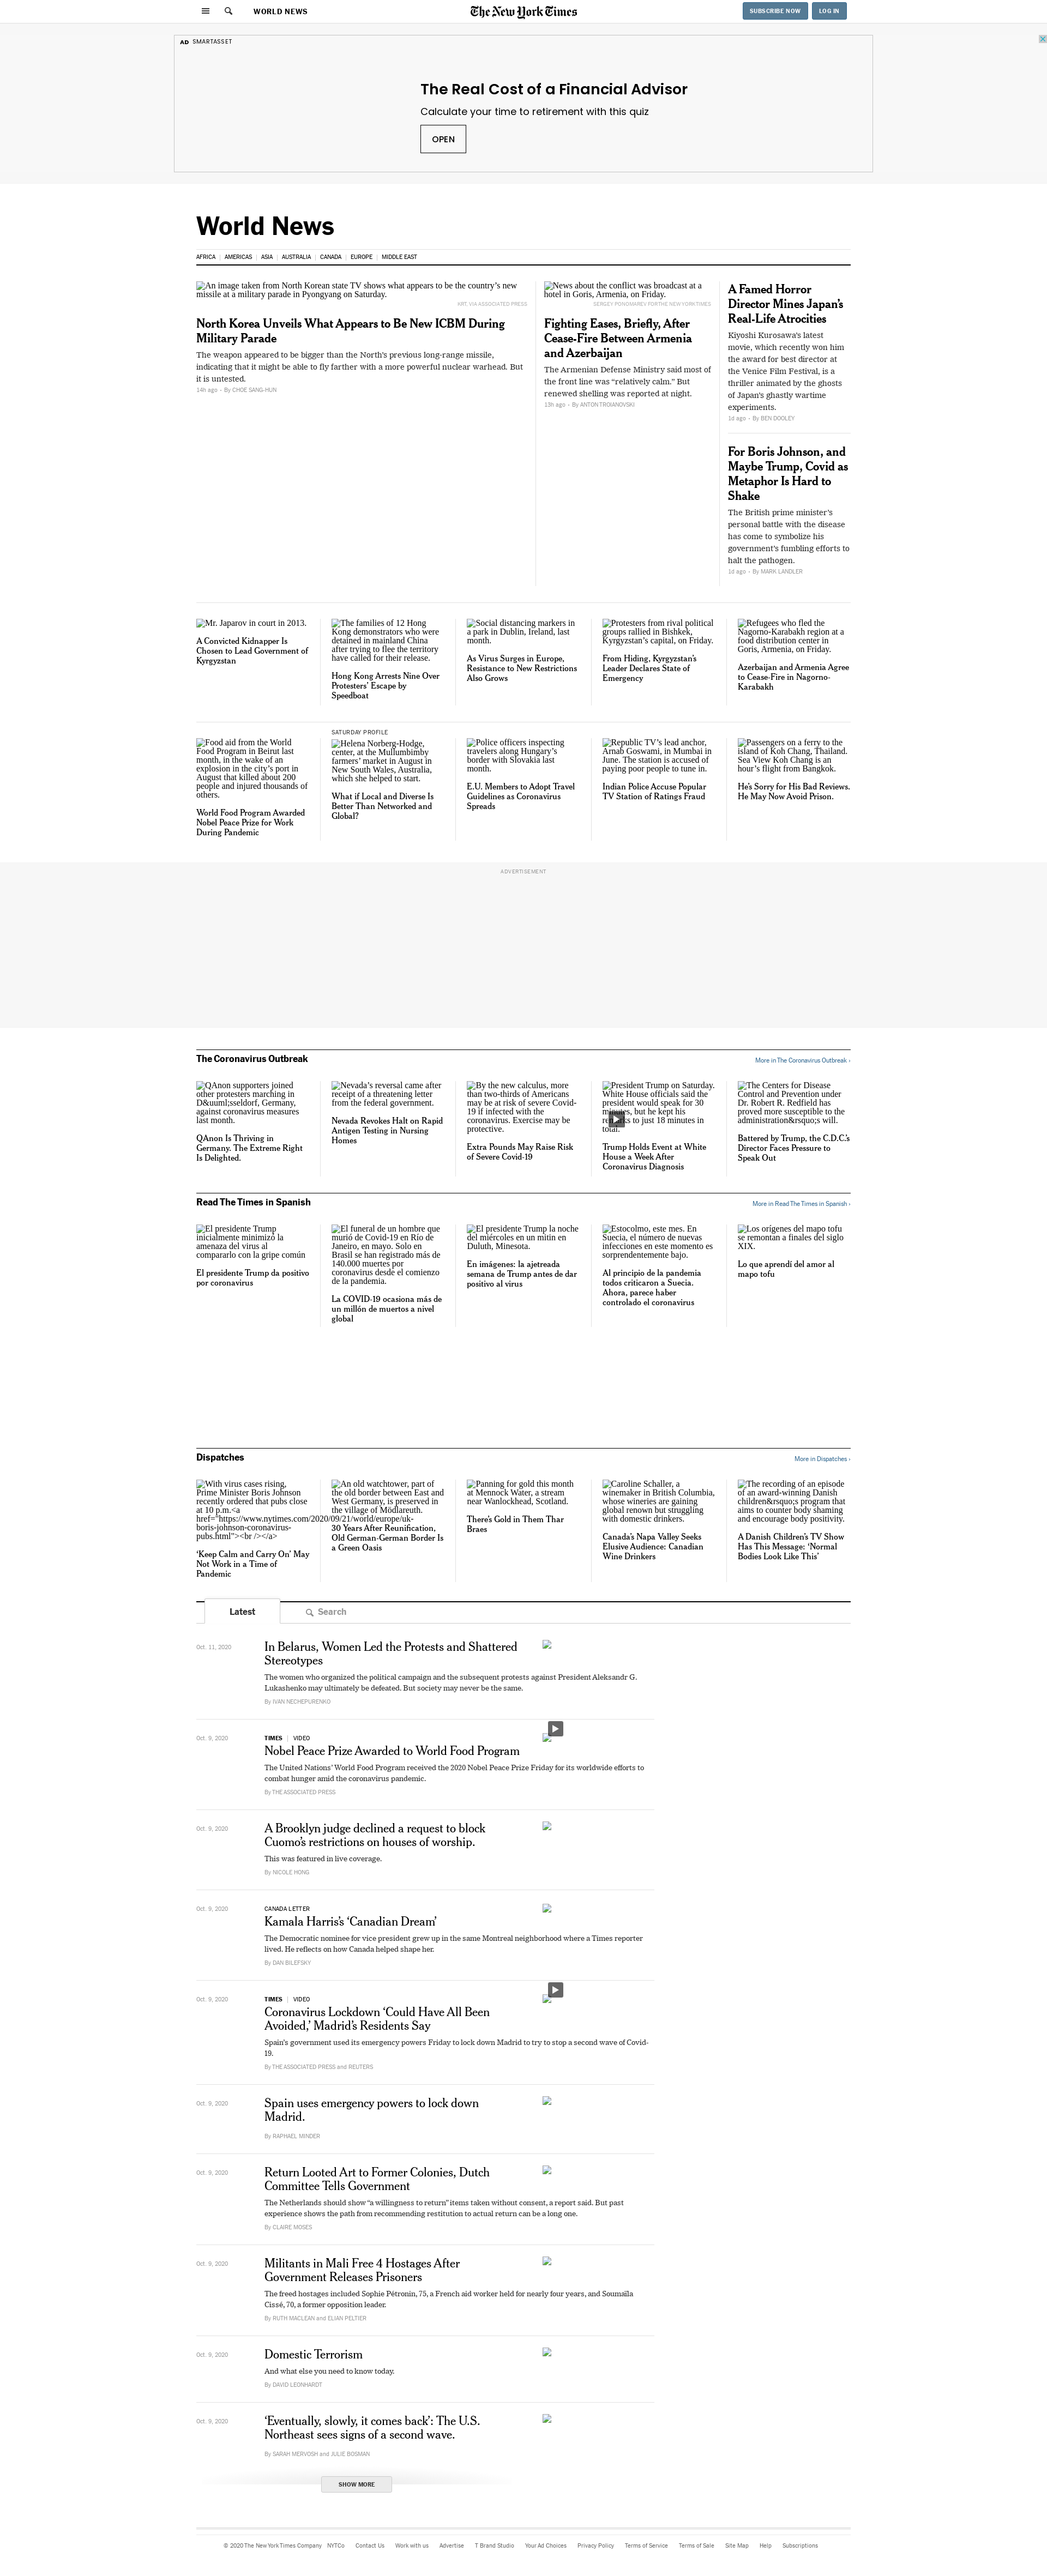 WORLD NEWS
The New York Times
SUBSCRIBE NOW
LOG IN
AD SMARTASSET
The Real Cost of a Financial Advisor
Calculate your time to retirement with this quiz
OPEN
World News
AFRICA | AMERICAS | ASIA | AUSTRALIA | CANADA | EUROPE | MIDDLE EAST
An image taken from North Korean state TV shows what appears to be the country’s new
missile at a military parade in Pyongyang on Saturday.
KRT, VIA ASSOCIATED PRESS
North Korea Unveils What Appears to Be New ICBM During
Military Parade
The weapon appeared to be bigger than the North’s previous long-range missile,
indicating that it might be able to fly farther with a more powerful nuclear warhead. But
it is untested.
14h ago - By CHOE SANG-HUN
News about the conflict was broadcast at a
hotel in Goris, Armenia, on Friday.
SERGEY PONOMAREV FOR THE NEW YORK TIMES
Fighting Eases, Briefly, After
Cease-Fire Between Armenia
and Azerbaijan
The Armenian Defense Ministry said most of
the front line was “relatively calm.” But
renewed shelling was reported at night.
13h ago - By ANTON TROIANOVSKI
A Famed Horror
Director Mines Japan’s
Real-Life Atrocities
Kiyoshi Kurosawa’s latest
movie, which recently won him
the award for best director at
the Venice Film Festival, is a
thriller animated by the ghosts
of Japan’s ghastly wartime
experiments.
1d ago - By BEN DOOLEY
For Boris Johnson, and
Maybe Trump, Covid as
Metaphor Is Hard to
Shake
The British prime minister’s
personal battle with the disease
has come to symbolize his
government’s fumbling efforts to
halt the pathogen.
1d ago - By MARK LANDLER
Mr. Japarov in court in 2013.
A Convicted Kidnapper Is
Chosen to Lead Government of
Kyrgyzstan
The families of 12 Hong
Kong demonstrators who were
detained in mainland China
after trying to flee the territory
have called for their release.
Hong Kong Arrests Nine Over
Protesters’ Escape by
Speedboat
Social distancing markers in
a park in Dublin, Ireland, last
month.
As Virus Surges in Europe,
Resistance to New Restrictions
Also Grows
Protesters from rival political
groups rallied in Bishkek,
Kyrgyzstan’s capital, on Friday.
From Hiding, Kyrgyzstan’s
Leader Declares State of
Emergency
Refugees who fled the
Nagorno-Karabakh region at a
food distribution center in
Goris, Armenia, on Friday.
Azerbaijan and Armenia Agree
to Cease-Fire in Nagorno-
Karabakh
Food aid from the World
Food Program in Beirut last
month, in the wake of an
explosion in the city’s port in
August that killed about 200
people and injured thousands of
others.
World Food Program Awarded
Nobel Peace Prize for Work
During Pandemic
SATURDAY PROFILE
Helena Norberg-Hodge,
center, at the Mullumbimby
farmers’ market in August in
New South Wales, Australia,
which she helped to start.
What if Local and Diverse Is
Better Than Networked and
Global?
Police officers inspecting
travelers along Hungary’s
border with Slovakia last
month.
E.U. Members to Adopt Travel
Guidelines as Coronavirus
Spreads
Republic TV’s lead anchor,
Arnab Goswami, in Mumbai in
June. The station is accused of
paying poor people to tune in.
Indian Police Accuse Popular
TV Station of Ratings Fraud
Passengers on a ferry to the
island of Koh Chang, Thailand.
Sea View Koh Chang is an
hour’s flight from Bangkok.
He’s Sorry for His Bad Reviews.
He May Now Avoid Prison.
ADVERTISEMENT
The Coronavirus Outbreak
More in The Coronavirus Outbreak ›
QAnon supporters joined
other protesters marching in
D&uuml;sseldorf, Germany,
against coronavirus measures
last month.
QAnon Is Thriving in
Germany. The Extreme Right
Is Delighted.
Nevada’s reversal came after
receipt of a threatening letter
from the federal government.
Nevada Revokes Halt on Rapid
Antigen Testing in Nursing
Homes
By the new calculus, more
than two-thirds of Americans
may be at risk of severe Covid-
19 if infected with the
coronavirus. Exercise may be
protective.
Extra Pounds May Raise Risk
of Severe Covid-19
President Trump on Saturday.
White House officials said the
president would speak for 30
but he kept his
to just 18 minutes in
total.
Trump Holds Event at White
House a Week After
Coronavirus Diagnosis
The Centers for Disease
Control and Prevention under
Dr. Robert R. Redfield has
proved more susceptible to the
administration&rsquo;s will.
Battered by Trump, the C.D.C.’s
Director Faces Pressure to
Speak Out
Read The Times in Spanish
More in Read The Times in Spanish ›
El presidente Trump
inicialmente minimizó la
amenaza del virus al
compararlo con la gripe común
El presidente Trump da positivo
por coronavirus
El funeral de un hombre que
murió de Covid-19 en Río de
Janeiro, en mayo. Solo en
Brasil se han registrado más de
140.000 muertes por
coronavirus desde el comienzo
de la pandemia.
La COVID-19 ocasiona más de
un millón de muertos a nivel
global
El presidente Trump la noche
del miércoles en un mitin en
Duluth, Minesota.
En imágenes: la ajetreada
semana de Trump antes de dar
positivo al virus
Estocolmo, este mes. En
Suecia, el número de nuevas
infecciones en este momento es
sorprendentemente bajo.
Al principio de la pandemia
todos criticaron a Suecia.
Ahora, parece haber
controlado el coronavirus
Los orígenes del mapo tofu
se remontan a finales del siglo
XIX.
Lo que aprendí del amor al
mapo tofu
Dispatches
More in Dispatches ›
With virus cases rising,
Prime Minister Boris Johnson
recently ordered that pubs close
at 10 p.m.<a
href="https://www.nytimes.com/2020/09/21/world/europe/uk-
boris-johnson-coronavirus-
pubs.html"><br /></a>
‘Keep Calm and Carry On’ May
Not Work in a Time of
Pandemic
An old watchtower, part of
the old border between East and
West Germany, is preserved in
the village of Mödlareuth.
30 Years After Reunification,
Old German-German Border Is
a Green Oasis
Panning for gold this month
at Mennock Water, a stream
near Wanlockhead, Scotland.
There’s Gold in Them Thar
Braes
Caroline Schaller, a
winemaker in British Columbia,
whose wineries are gaining
global renown but struggling
with domestic drinkers.
Canada’s Napa Valley Seeks
Elusive Audience: Canadian
Wine Drinkers
The recording of an episode
of an award-winning Danish
children&rsquo;s program that
aims to counter body shaming
and encourage body positivity.
A Danish Children’s TV Show
Has This Message: ‘Normal
Bodies Look Like This’
Latest
Search
Oct. 11, 2020
In Belarus, Women Led the Protests and Shattered
Stereotypes
The women who organized the political campaign and the subsequent protests against President Aleksandr G.
Lukashenko may ultimately be defeated. But society may never be the same.
By IVAN NECHEPURENKO
Oct. 9, 2020
TIMES | VIDEO
Nobel Peace Prize Awarded to World Food Program
The United Nations’ World Food Program received the 2020 Nobel Peace Prize Friday for its worldwide efforts to
combat hunger amid the coronavirus pandemic.
By THE ASSOCIATED PRESS
Oct. 9, 2020
A Brooklyn judge declined a request to block
Cuomo’s restrictions on houses of worship.
This was featured in live coverage.
By NICOLE HONG
Oct. 9, 2020
CANADA LETTER
Kamala Harris’s ‘Canadian Dream’
The Democratic nominee for vice president grew up in the same Montreal neighborhood where a Times reporter
lived. He reflects on how Canada helped shape her.
By DAN BILEFSKY
Oct. 9, 2020
TIMES | VIDEO
Coronavirus Lockdown ‘Could Have All Been
Avoided,’ Madrid’s Residents Say
Spain’s government used its emergency powers Friday to lock down Madrid to try to stop a second wave of Covid-
19.
By THE ASSOCIATED PRESS and REUTERS
Oct. 9, 2020
Spain uses emergency powers to lock down
Madrid.
By RAPHAEL MINDER
Oct. 9, 2020
Return Looted Art to Former Colonies, Dutch
Committee Tells Government
The Netherlands should show “a willingness to return” items taken without consent, a report said. But past
experience shows the path from recommending restitution to actual return can be a long one.
By CLAIRE MOSES
Oct. 9, 2020
Militants in Mali Free 4 Hostages After
Government Releases Prisoners
The freed hostages included Sophie Pétronin, 75, a French aid worker held for nearly four years, and Soumaïla
Cissé, 70, a former opposition leader.
By RUTH MACLEAN and ELIAN PELTIER
Oct. 9, 2020
Domestic Terrorism
And what else you need to know today.
By DAVID LEONHARDT
Oct. 9, 2020
‘Eventually, slowly, it comes back’: The U.S.
Northeast sees signs of a second wave.
By SARAH MERVOSH and JULIE BOSMAN
SHOW MORE
© 2020 The New York Times Company NYTCo Contact Us Work with us Advertise T Brand Studio Your Ad Choices Privacy Policy Terms of Service Terms of Sale Site Map Help Subscriptions